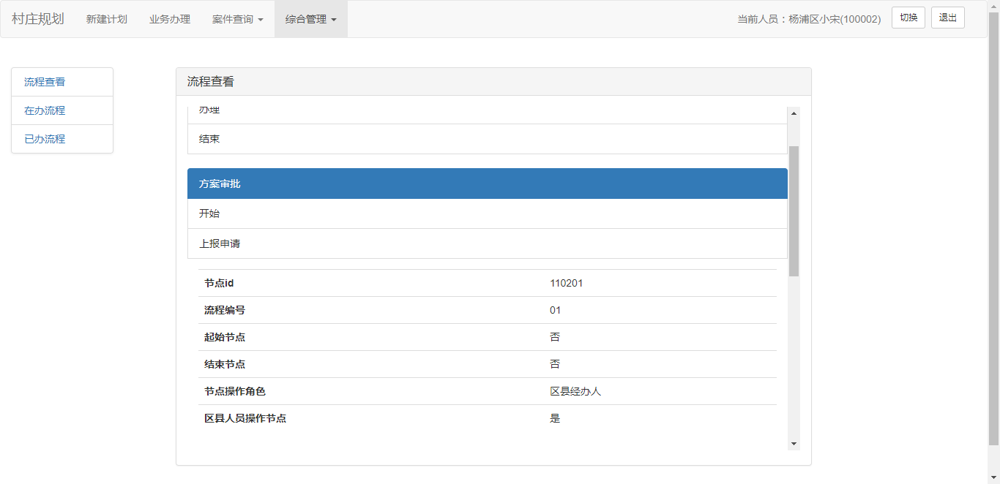 村庄规划 新建计划 业务办理 案件查询 综合管理 当前人员：杨浦区小宋(100002) 切换 退出
流程查看
在办流程
已办流程
流程查看
办理
结束
方案审批
开始
上报申请
节点id 110201
流程编号 01
起始节点 否
结束节点 否
节点操作角色 区县经办人
区县人员操作节点 是